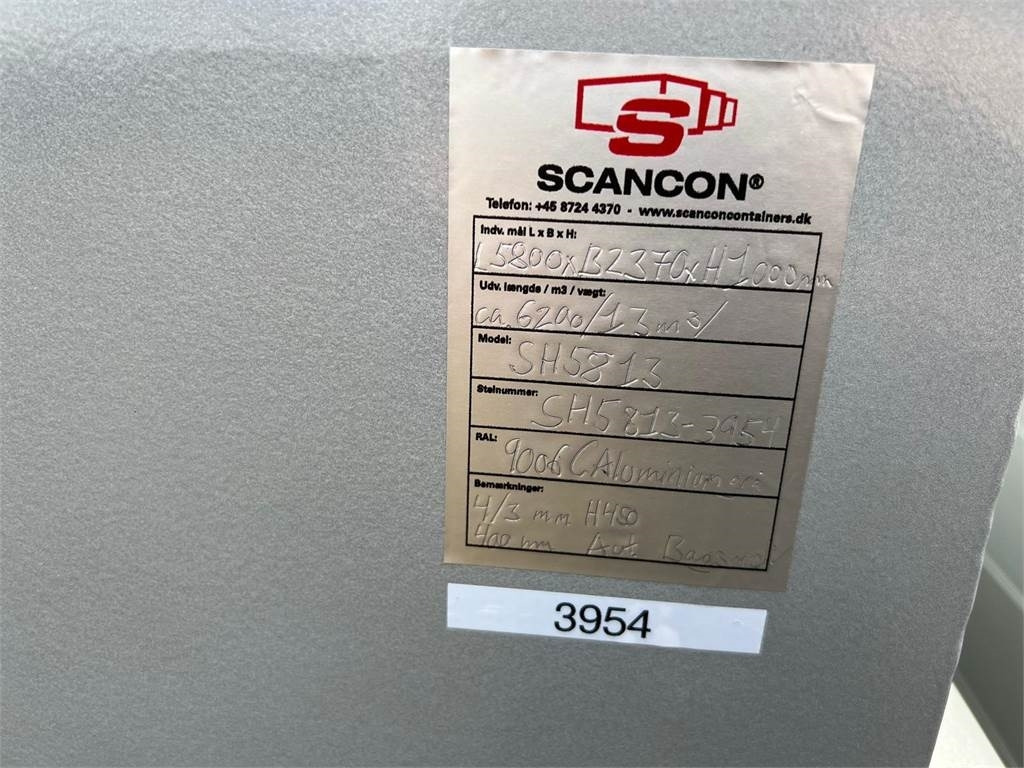 S
SCANCON®
Telefon: +45 8724 4370 - www.scanconcontainers.dk
Indv. mål L x B x H:
L5800xB2370xH1000mm
Udv. længde / m3 / vægt:
ca. 6200/13m³/
Model:
SH5813
Stelnummer:
SH5813-3954
RAL:
9006
Bemærkninger:
4/3 mm H450
400 mm Aut.
3954